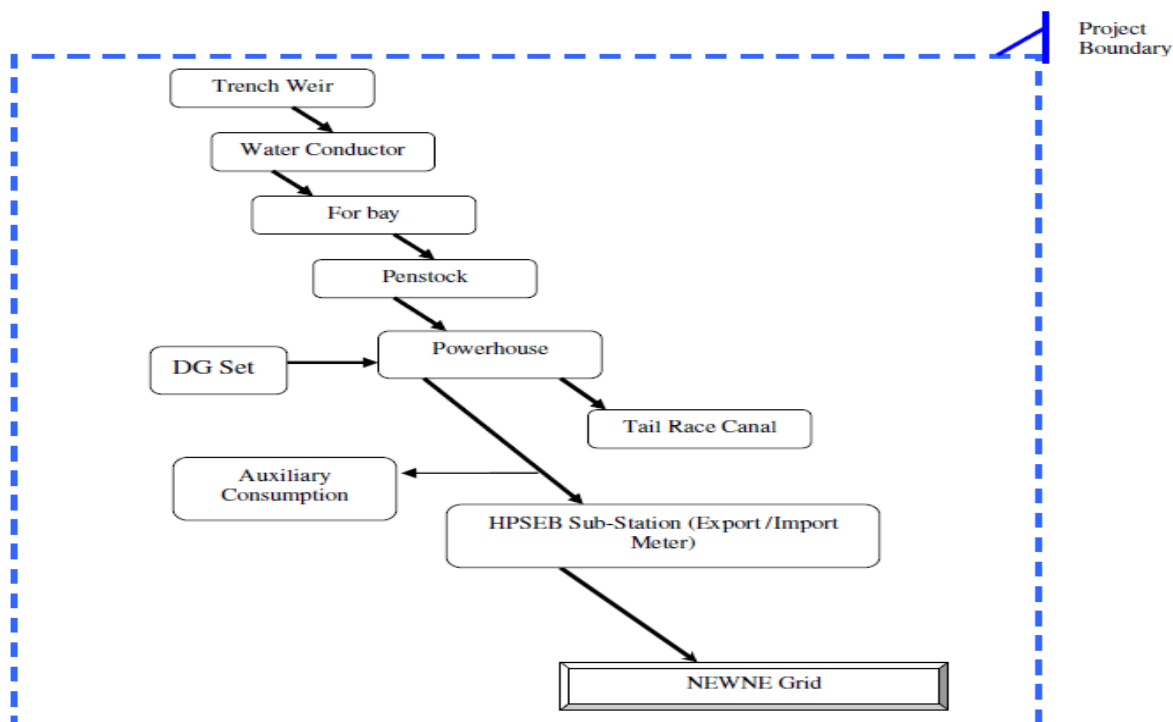 Project
Boundary
Trench Weir
Water Conductor
For bay
Penstock
Powerhouse
DG Set
Tail Race Canal
Auxiliary
Consumption
HPSEB Sub-Station (Export /Import
Meter)
NEWNE Grid